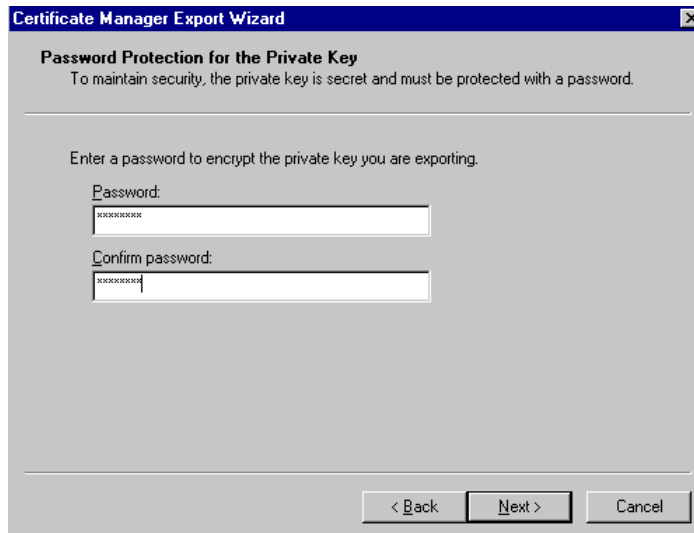 Certificate Manager Export Wizard
Password Protection for the Private Key
To maintain security, the private key is secret and must be protected with a password.
Enter a password to encrypt the private key you are exporting.
Password:
********
Confirm password:
********
< Back Next > Cancel